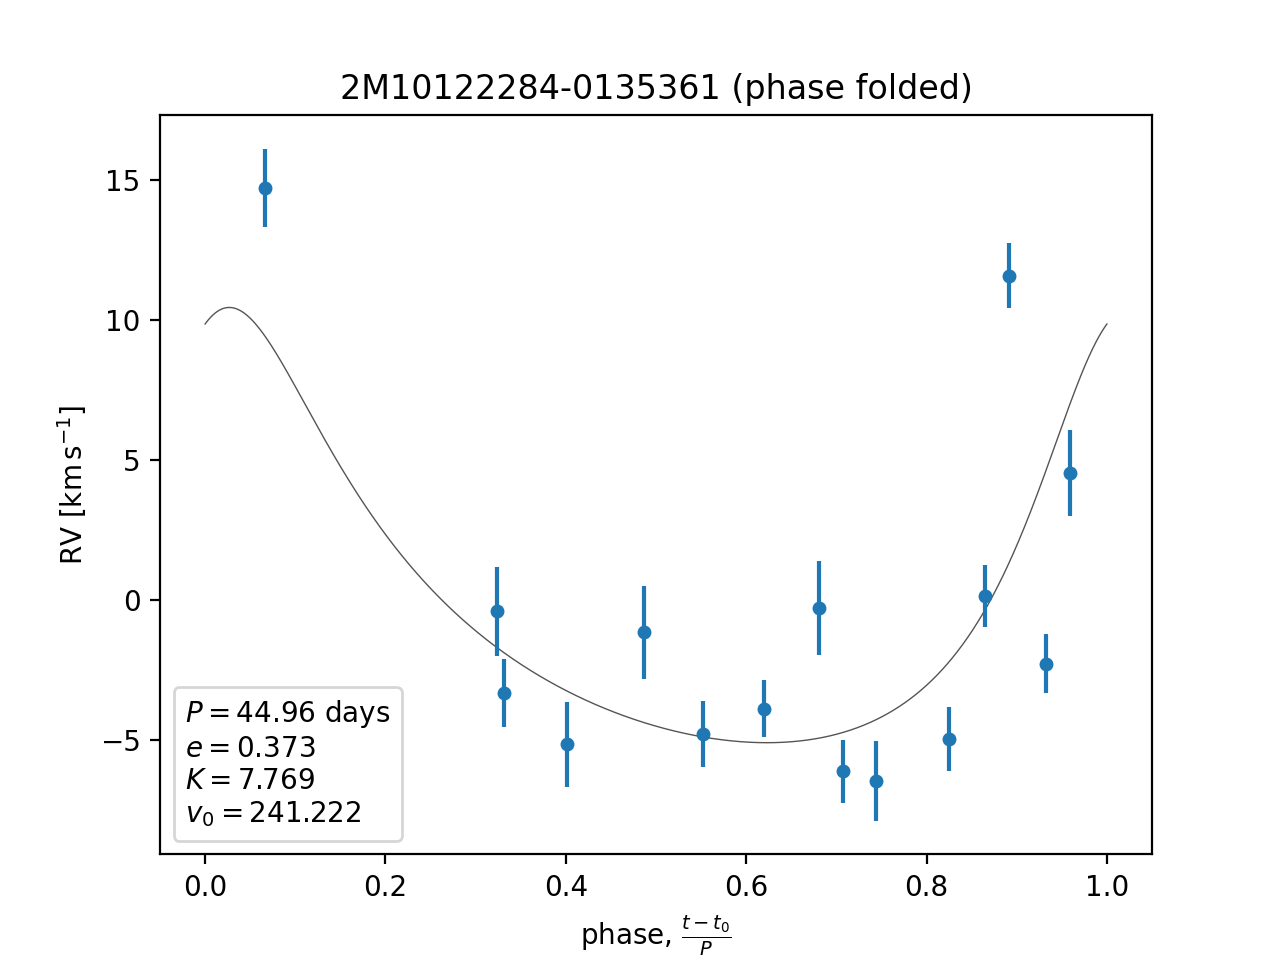 2M10122284-0135361 (phase folded)
RV [km s⁻¹]
15
10
5
0
−5
P = 44.96 days
e = 0.373
K = 7.769
v₀ = 241.222
0.0 0.2 0.4 0.6 0.8 1.0
phase, (t − t₀)/P